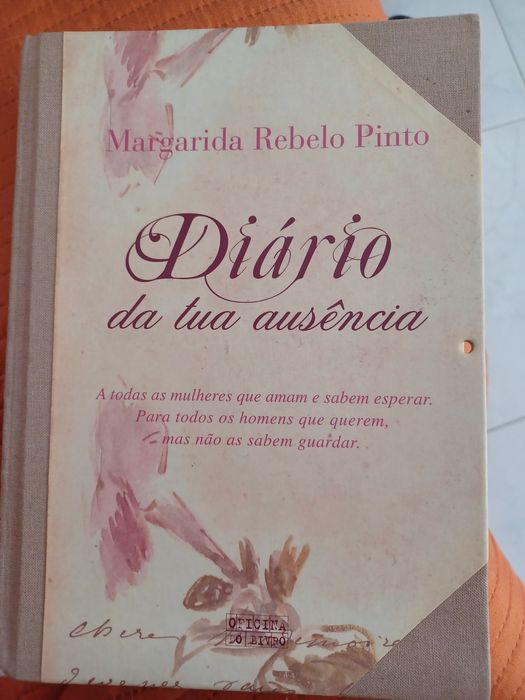 Margarida Rebelo Pinto
Diário
da tua ausência
A todas as mulheres que amam e sabem esperar.
Para todos os homens que querem,
mas não as sabem guardar.
OFICINA
DO LIVRO
chere